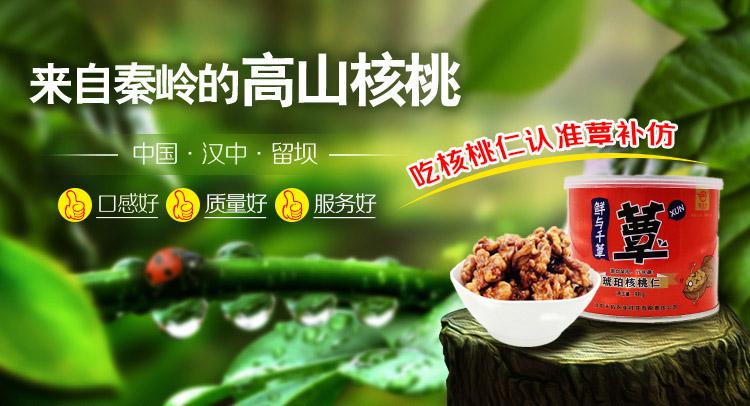 来自秦岭的高山核桃
中国·汉中·留坝
口感好 质量好 服务好
吃核桃仁认准蕈补仿
鲜与千蕈
蕈
XUN
琥珀核桃仁